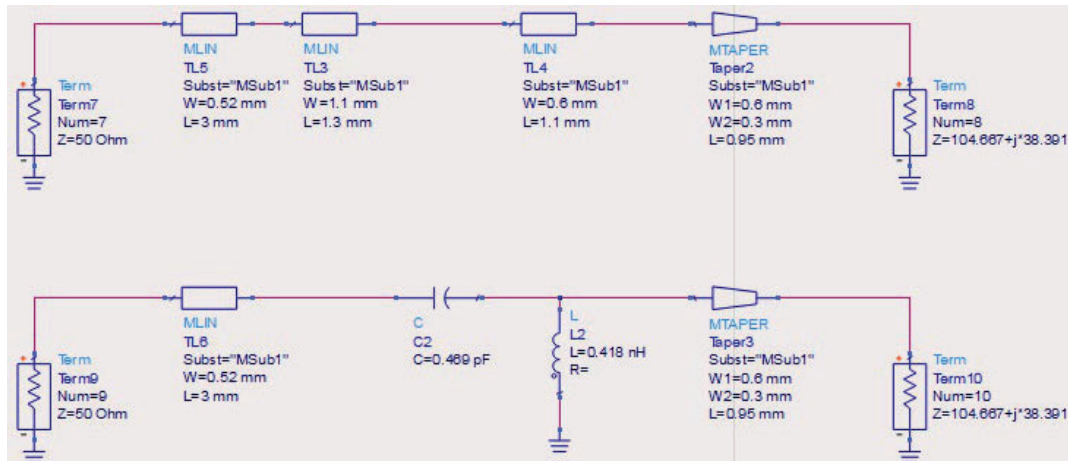 MLIN
TL5
Subst="MSub1"
W=0.52 mm
L=3 mm
MLIN
TL3
Subst="MSub1"
W=1.1 mm
L=1.3 mm
MLIN
TL4
Subst="MSub1"
W=0.6 mm
L=1.1 mm
MTAPER
Taper2
Subst="MSub1"
W1=0.6 mm
W2=0.3 mm
L=0.95 mm
Term
Term7
Num=7
Z=50 Ohm
Term
Term8
Num=8
Z=104.667+j*38.391
MLIN
TL6
Subst="MSub1"
W=0.52 mm
L=3 mm
C
C2
C=0.469 pF
L
L2
L=0.418 nH
R=
MTAPER
Taper3
Subst="MSub1"
W1=0.6 mm
W2=0.3 mm
L=0.95 mm
Term
Term9
Num=9
Z=50 Ohm
Term
Term10
Num=10
Z=104.667+j*38.391